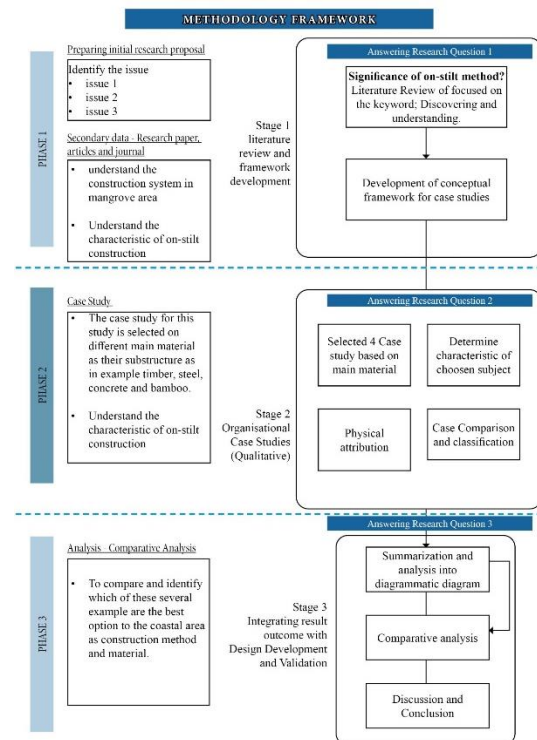 METHODOLOGY FRAMEWORK
PHASE 1
Preparing initial research proposal
Identify the issue
• issue 1
• issue 2
• issue 3
Secondary data - Research paper,
articles and journal
• understand the
construction system in
mangrove area
• Understand the
characteristic of on-stilt
construction
Stage 1
literature
review and
framework
development
Answering Research Question 1
Significance of on-stilt method?
Literature Review of focused on
the keyword; Discovering and
understanding.
Development of conceptual
framework for case studies
PHASE 2
Case Study
• The case study for this
study is selected on
different main material
as their substructure as
in example timber, steel,
concrete and bamboo.
• Understand the
characteristic of on-stilt
construction
Stage 2
Organisational
Case Studies
(Qualitative)
Answering Research Question 2
Selected 4 Case
study based on
main material
Determine
characteristic of
choosen subject
Physical
attribution
Case Comparison
and classification
PHASE 3
Analysis - Comparative Analysis
• To compare and identify
which of these several
example are the best
option to the coastal area
as construction method
and material.
Stage 3
Integrating result
outcome with
Design Development
and Validation
Answering Research Question 3
Summarization and
analysis into
diagrammatic diagram
Comparative analysis
Discussion and
Conclusion